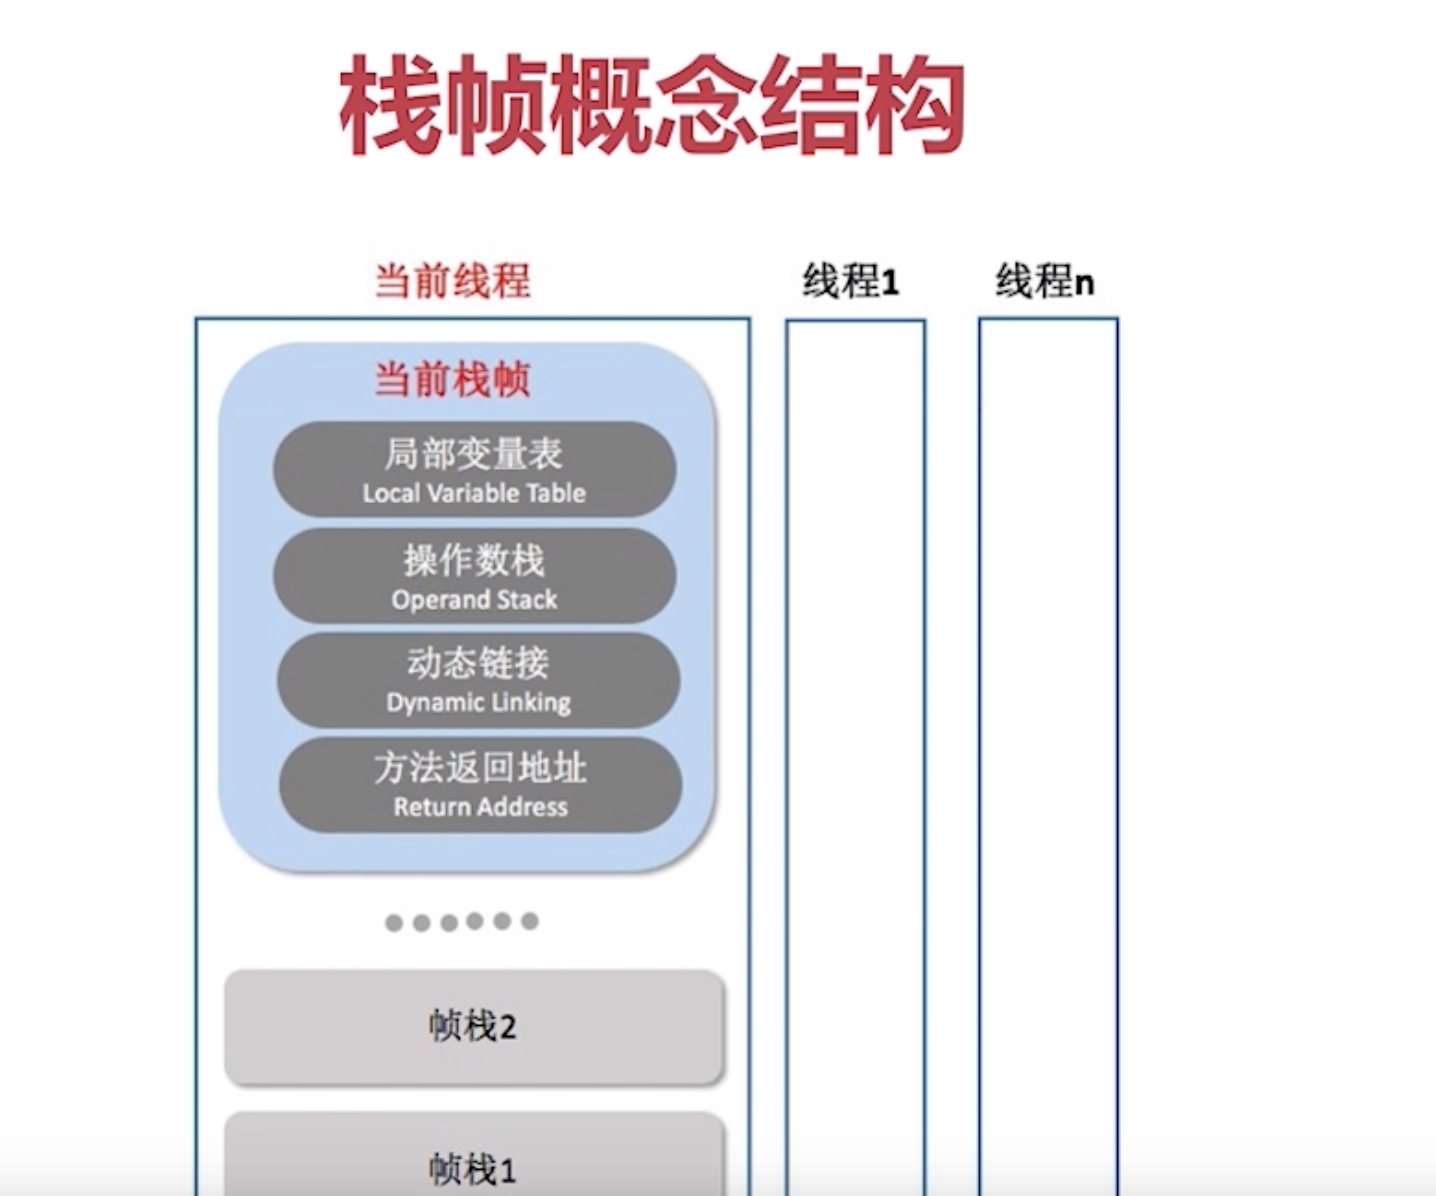 栈帧概念结构
当前线程
线程1
线程n
当前栈帧
局部变量表
Local Variable Table
操作数栈
Operand Stack
动态链接
Dynamic Linking
方法返回地址
Return Address
帧栈2
帧栈1